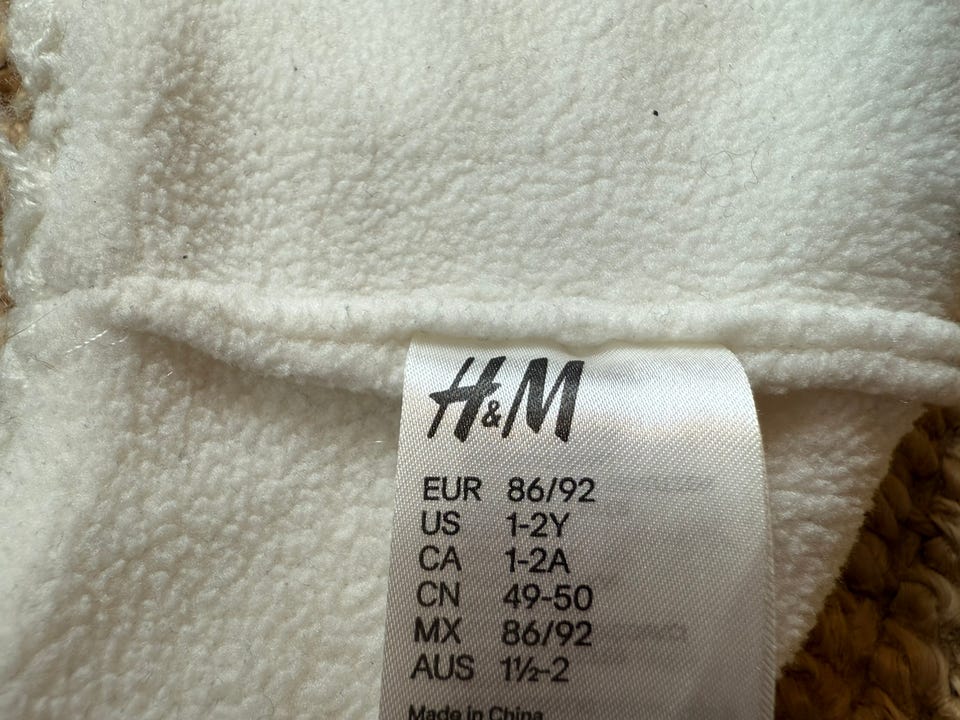 H&M
EUR 86/92
US 1-2Y
CA 1-2A
CN 49-50
MX 86/92
AUS 1½-2
Made in China